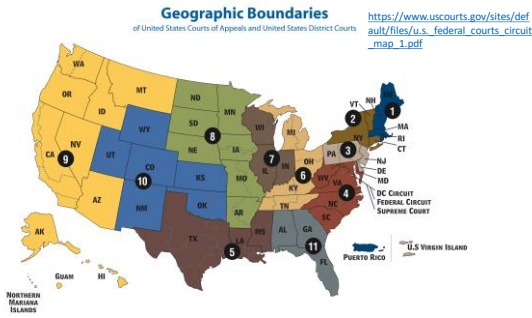 Geographic Boundaries
of United States Courts of Appeals and United States District Courts
https://www.uscourts.gov/sites/def
ault/files/u.s._federal_courts_circuit
_map_1.pdf
WA
MT
ND
MN
OR
ID
SD
WI
MI
VT
NH
ME
1
2
NY
MA
RI
CT
WY
8
NE
IA
7
IL
IN
OH
PA
3
NJ
DE
MD
NV
CA
9
UT
CO
10
KS
MO
6
KY
WV
VA
4
DC CIRCUIT
FEDERAL CIRCUIT
SUPREME COURT
AZ
NM
OK
AR
TN
NC
SC
TX
LA
5
MS
AL
GA
11
FL
AK
HI
GUAM
NORTHERN
MARIANA
ISLANDS
PUERTO RICO
U.S VIRGIN ISLAND